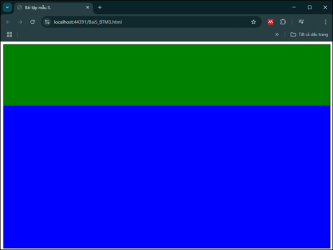 Bài tập mẫu 3.
localhost:44391/Bai5_BTM3.html
Tất cả dấu trang